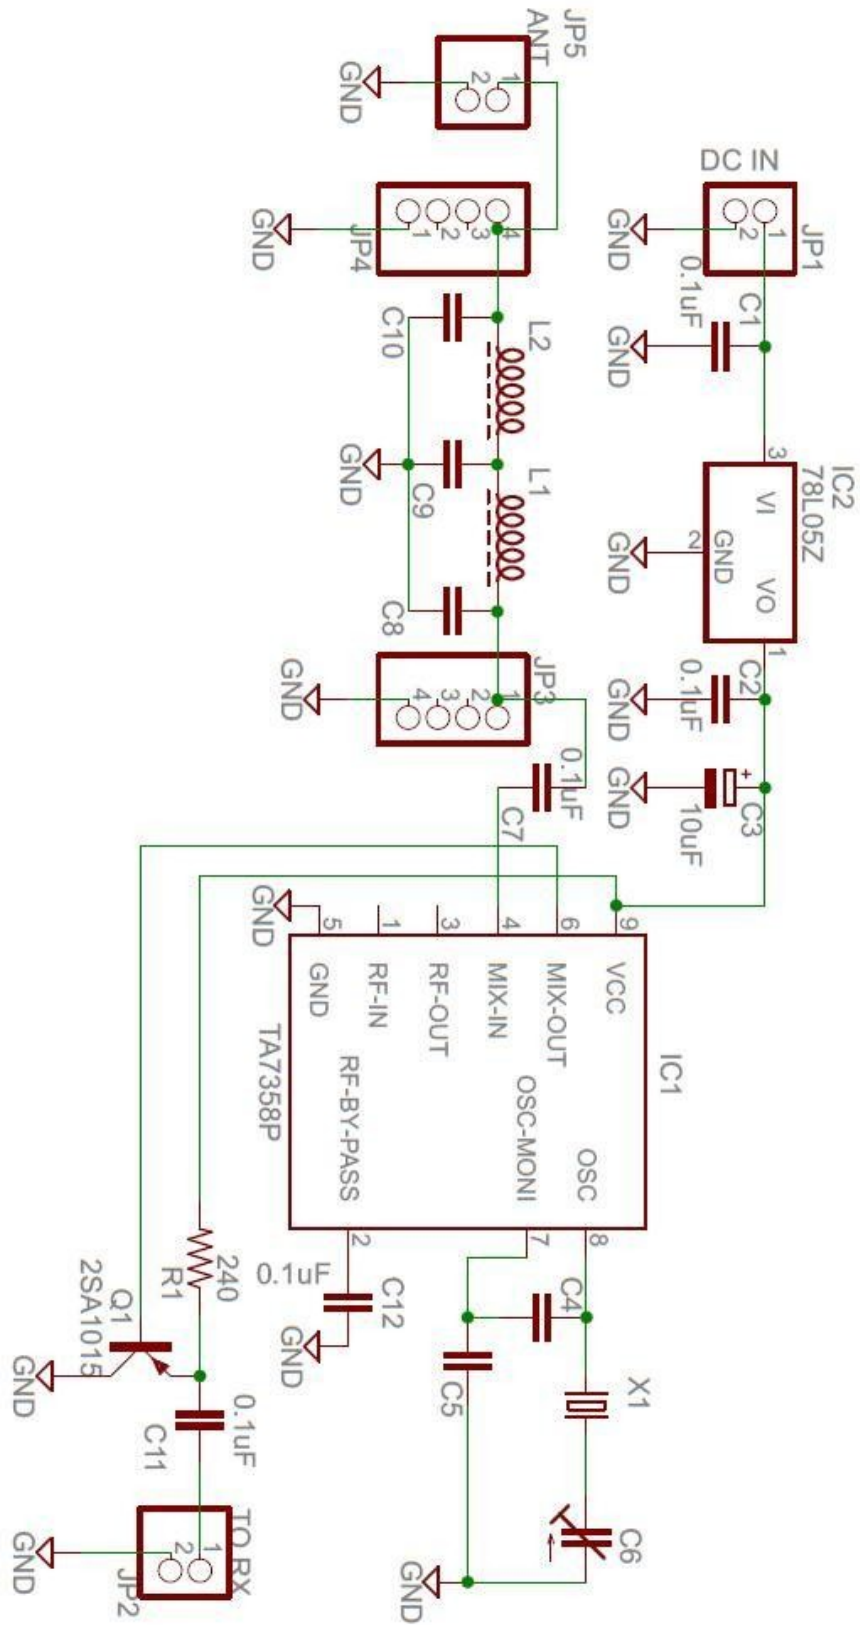 JP5
ANT
1
2
GND
DC IN
JP1
1
2
GND
JP4
4
3
2
1
GND
C1
0.1uF
GND
C10
L2
IC2
78L05Z
3
VI
GND
VO
2
1
GND
C9
GND
L1
C8
C2
0.1uF
GND
C3
+
10uF
GND
JP3
1
2
3
4
GND
0.1uF
C7
IC1
TA7358P
9
6
4
3
1
5
GND
VCC
MIX-OUT
MIX-IN
RF-OUT
RF-IN
GND
OSC
OSC-MONI
RF-BY-PASS
8
7
2
C4
C5
X1
C6
GND
C12
0.1uF
GND
240
R1
Q1
2SA1015
GND
0.1uF
C11
TO RX
JP2
1
2
GND